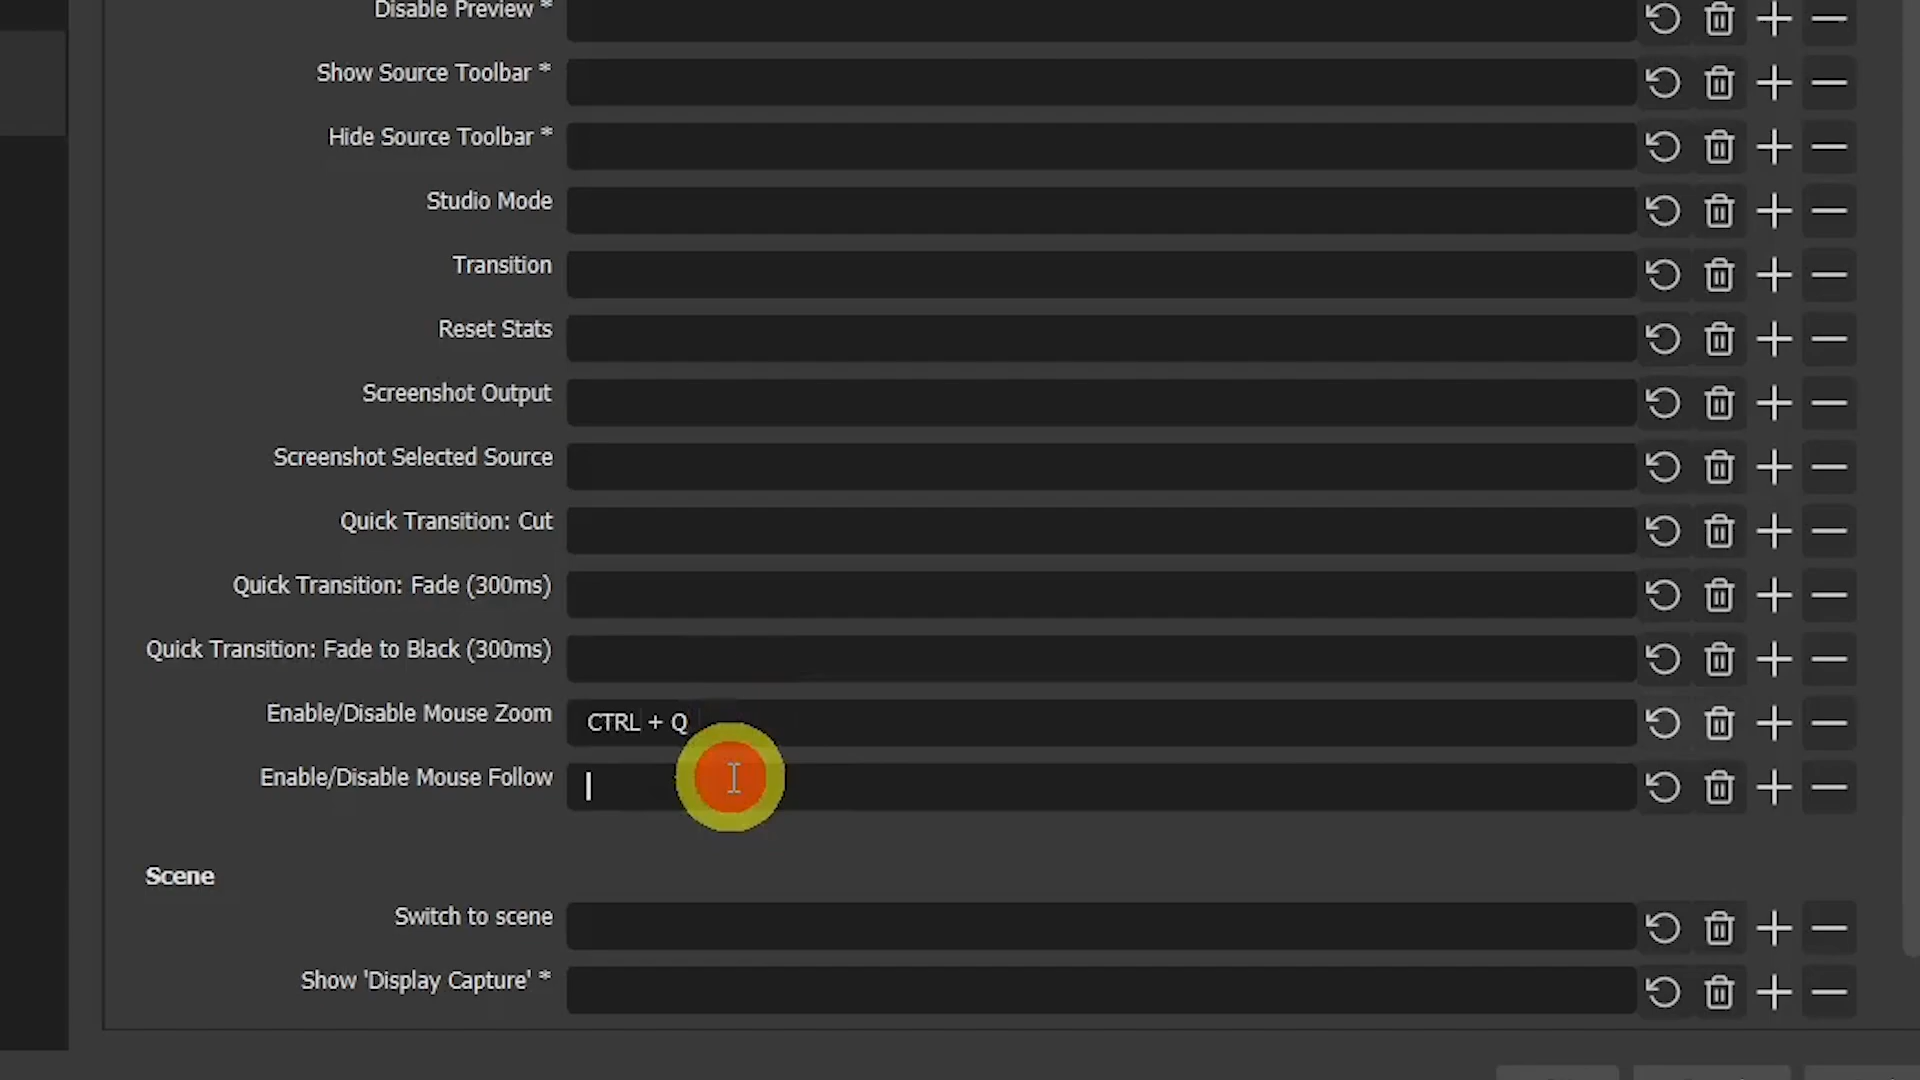 Disable Preview *
Show Source Toolbar *
Hide Source Toolbar *
Studio Mode
Transition
Reset Stats
Screenshot Output
Screenshot Selected Source
Quick Transition: Cut
Quick Transition: Fade (300ms)
Quick Transition: Fade to Black (300ms)
Enable/Disable Mouse Zoom CTRL + Q
Enable/Disable Mouse Follow
Scene
Switch to scene
Show 'Display Capture' *